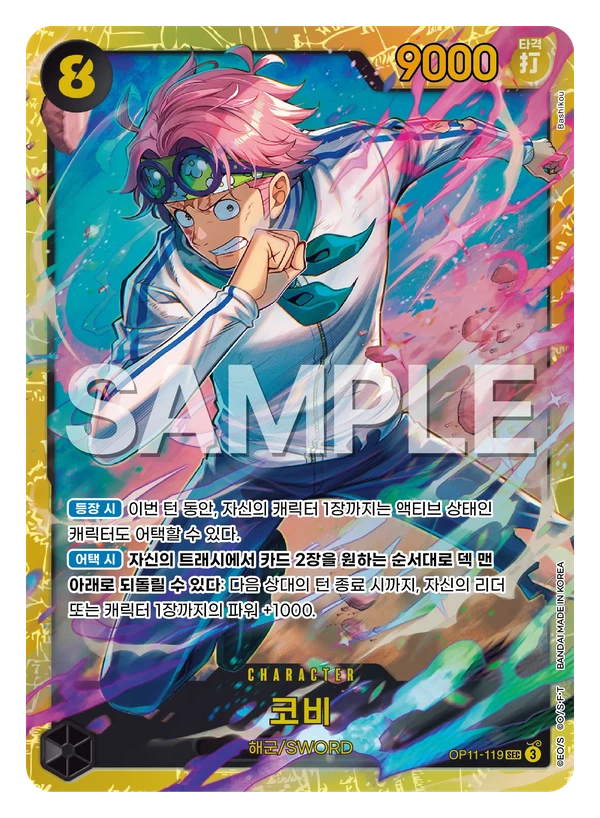 8
9000
타격
打
Bashikou
SAMPLE
등장 시 이번 턴 동안, 자신의 캐릭터 1장까지는 액티브 상태인
캐릭터도 어택할 수 있다.
어택 시 자신의 트래시에서 카드 2장을 원하는 순서대로 덱 맨
아래로 되돌릴 수 있다: 다음 상대의 턴 종료 시까지, 자신의 리더
또는 캐릭터 1장까지의 파워 +1000.
CHARACTER
코비
해군/SWORD
OP11-119 SEC 3
©EO/S ©O/S·F·T BANDAI MADE IN KOREA